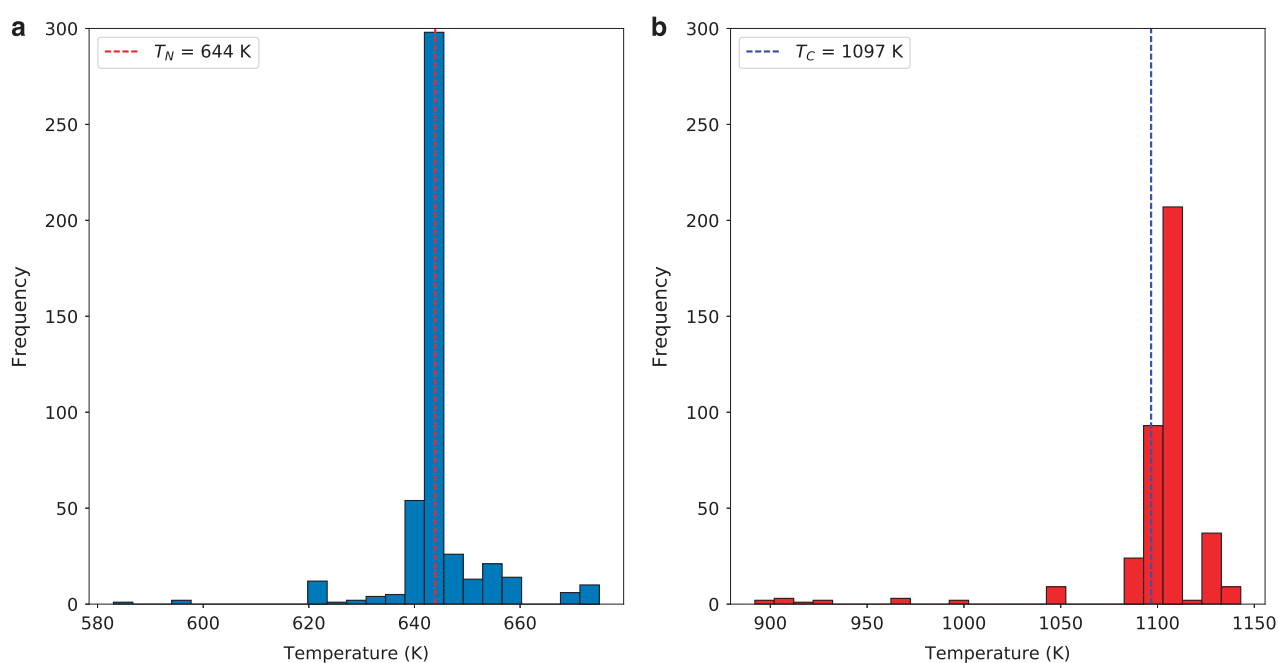 a
T_N = 644 K
300
250
200
150
100
50
0
Frequency
580 600 620 640 660
Temperature (K)
b
T_C = 1097 K
300
250
200
150
100
50
0
Frequency
900 950 1000 1050 1100 1150
Temperature (K)